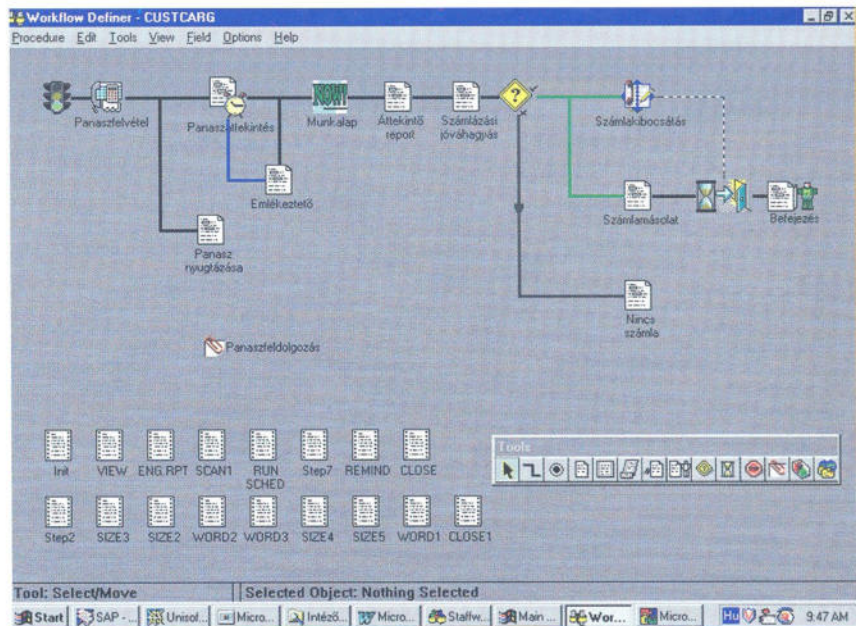 Workflow Definer - CUSTCARG
Procedure Edit Tools View Field Options Help
Panaszfelvétel
Panaszáttekintés
NOW!
Munkalap
Áttekintő report
Számlázási jóváhagyás
?
Számlakibocsátás
Emlékeztető
Számlamásolat
Befejezés
Panasz nyugtázása
Nincs számla
Panaszfeldolgozás
Tools
Init VIEW ENG.RPT SCAN1 RUN SCHED Step7 REMIND CLOSE
Step2 SIZE3 SIZE2 WORD2 WORD3 SIZE4 SIZE5 WORD1 CLOSE1
Tool: Select/Move Selected Object: Nothing Selected
Start SAP - ... Unisol... Micro... Intéző... Micro... Staffw... Main ... Wor... Micro... Hu 9:47 AM